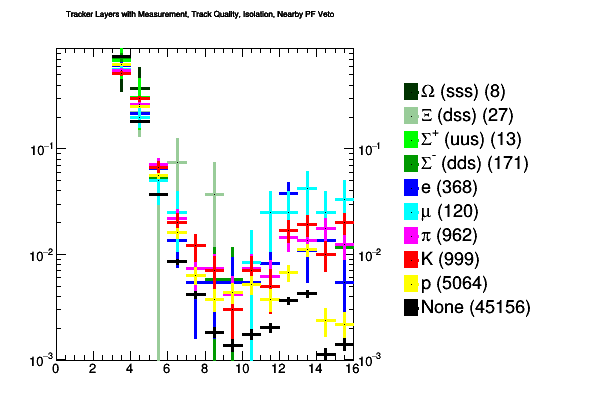 Tracker Layers with Measurement, Track Quality, Isolation, Nearby PF Veto
Ω (sss) (8)
Ξ (dss) (27)
Σ⁺ (uus) (13)
Σ⁻ (dds) (171)
e (368)
μ (120)
π (962)
K (999)
p (5064)
None (45156)
10⁻¹ 10⁻¹
10⁻² 10⁻²
10⁻³ 10⁻³
0 2 4 6 8 10 12 14 16